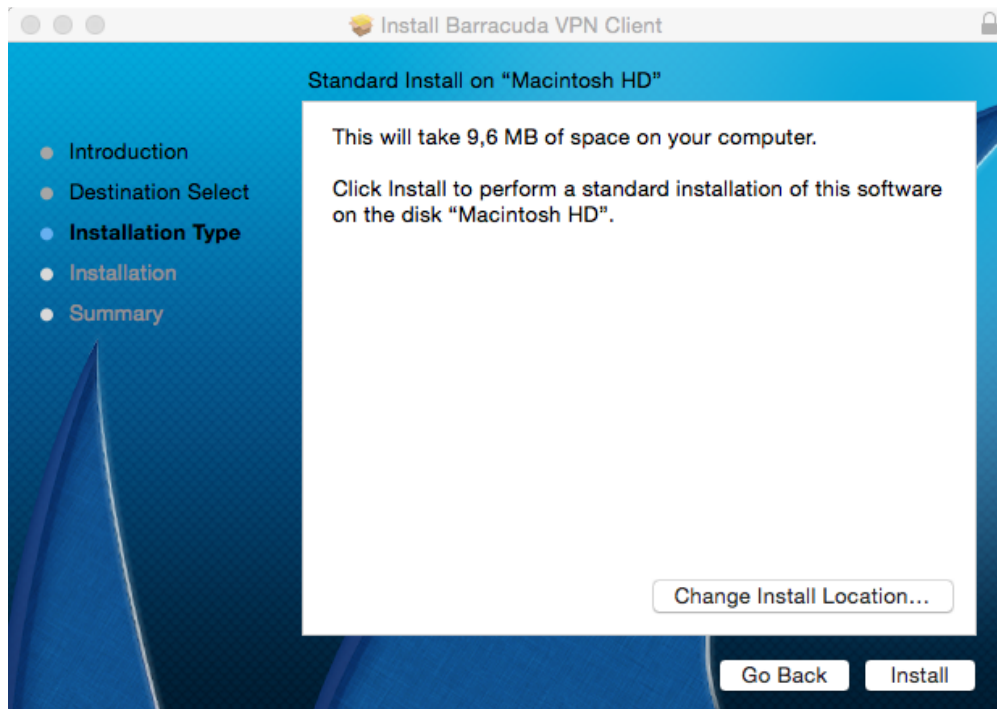 Install Barracuda VPN Client
Standard Install on “Macintosh HD”
Introduction
Destination Select
Installation Type
Installation
Summary
This will take 9,6 MB of space on your computer.
Click Install to perform a standard installation of this software
on the disk “Macintosh HD”.
Change Install Location...
Go Back
Install